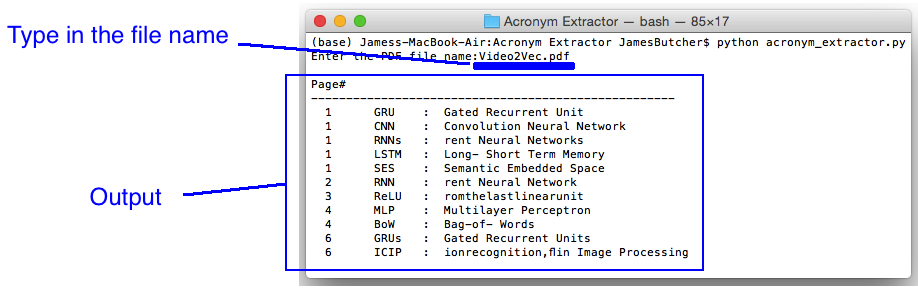 Acronym Extractor — bash — 85×17
Type in the file name
(base) Jamess-MacBook-Air:Acronym Extractor JamesButcher$ python acronym_extractor.py
Enter the PDF file name:Video2Vec.pdf
Output
Page#
----------------------------------------------------
1 GRU : Gated Recurrent Unit
1 CNN : Convolution Neural Network
1 RNNs : rent Neural Networks
1 LSTM : Long- Short Term Memory
1 SES : Semantic Embedded Space
2 RNN : rent Neural Network
3 ReLU : romthelastlinearunit
4 MLP : Multilayer Perceptron
4 BoW : Bag-of- Words
6 GRUs : Gated Recurrent Units
6 ICIP : ionrecognition,flin Image Processing